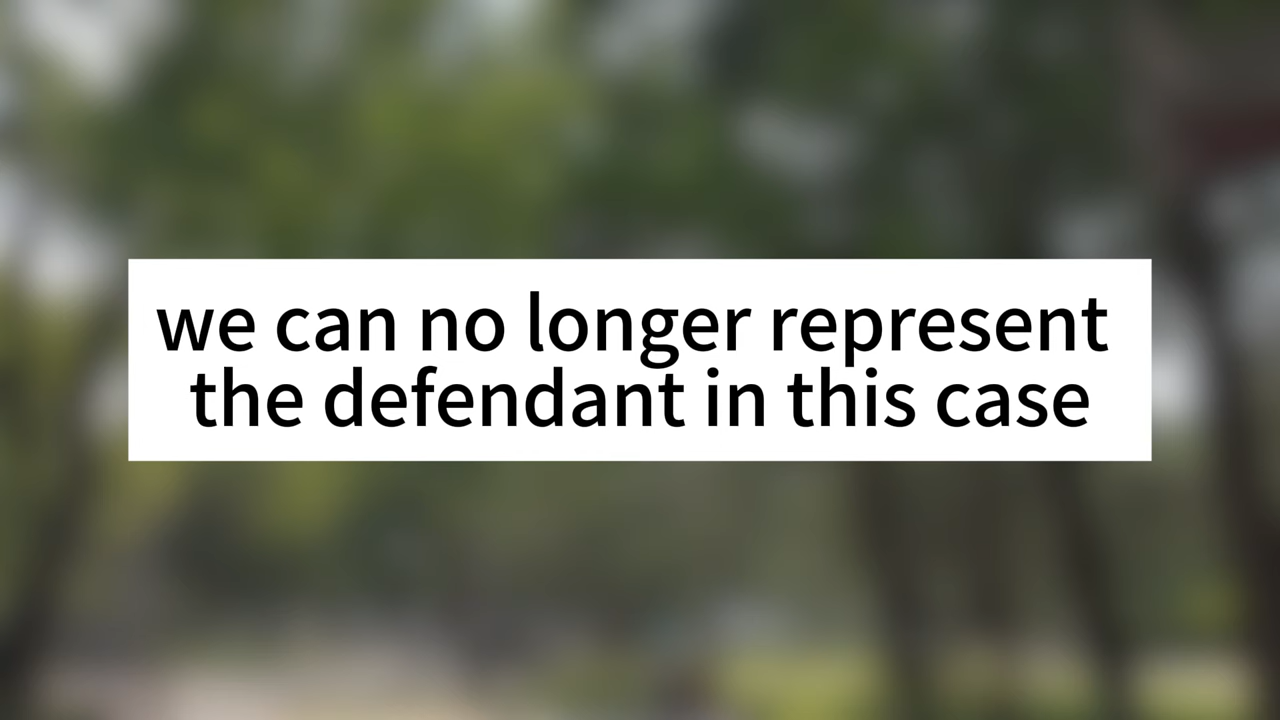 we can no longer represent
the defendant in this case